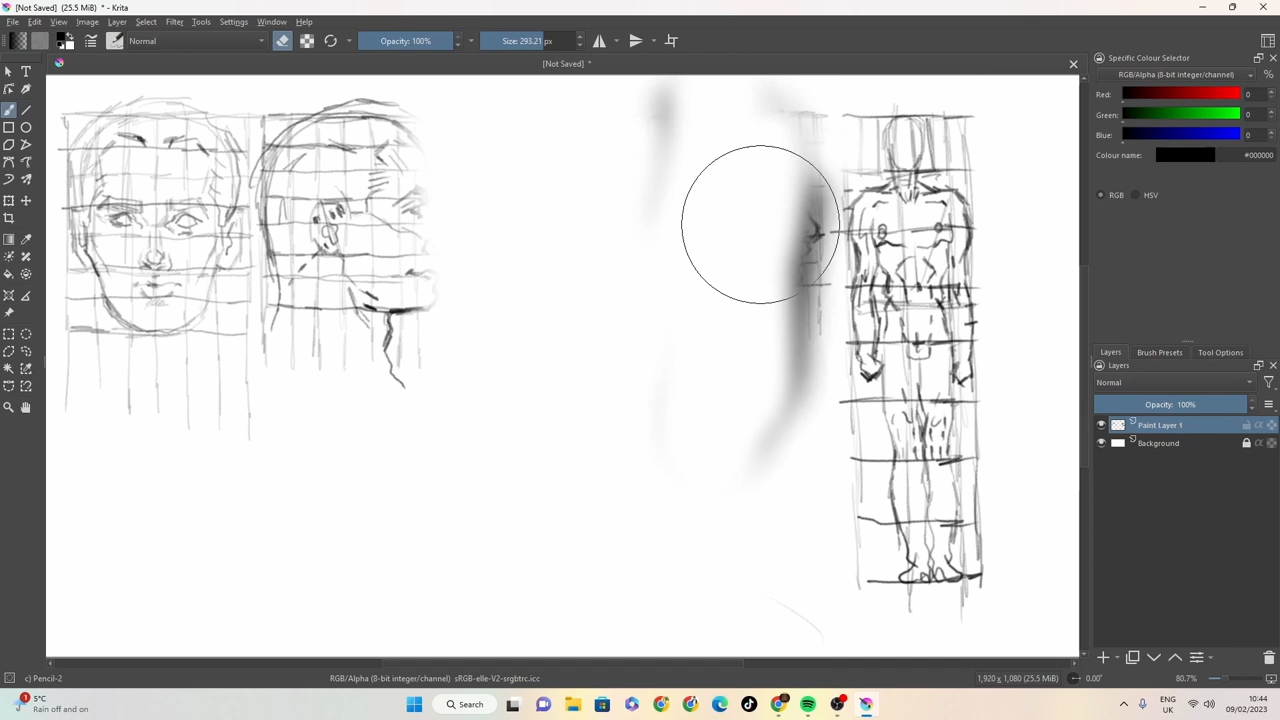 [Not Saved] (25.5 MiB) * - Krita
File Edit View Image Layer Select Filter Tools Settings Window Help
Normal
Opacity: 100%
Size: 293.21 px
[Not Saved] *
Specific Colour Selector
RGB/Alpha (8-bit integer/channel)
%
Red: 0
Green: 0
Blue: 0
Colour name: #000000
RGB HSV
Layers Brush Presets Tool Options
Layers
Normal
Opacity: 100%
Paint Layer 1
Background
c) Pencil-2
RGB/Alpha (8-bit integer/channel) sRGB-elle-V2-srgbtrc.icc
1,920 x 1,080 (25.5 MiB)
0.00°
80.7%
1
5°C
Rain off and on
Search
ENG
UK
10:44
09/02/2023